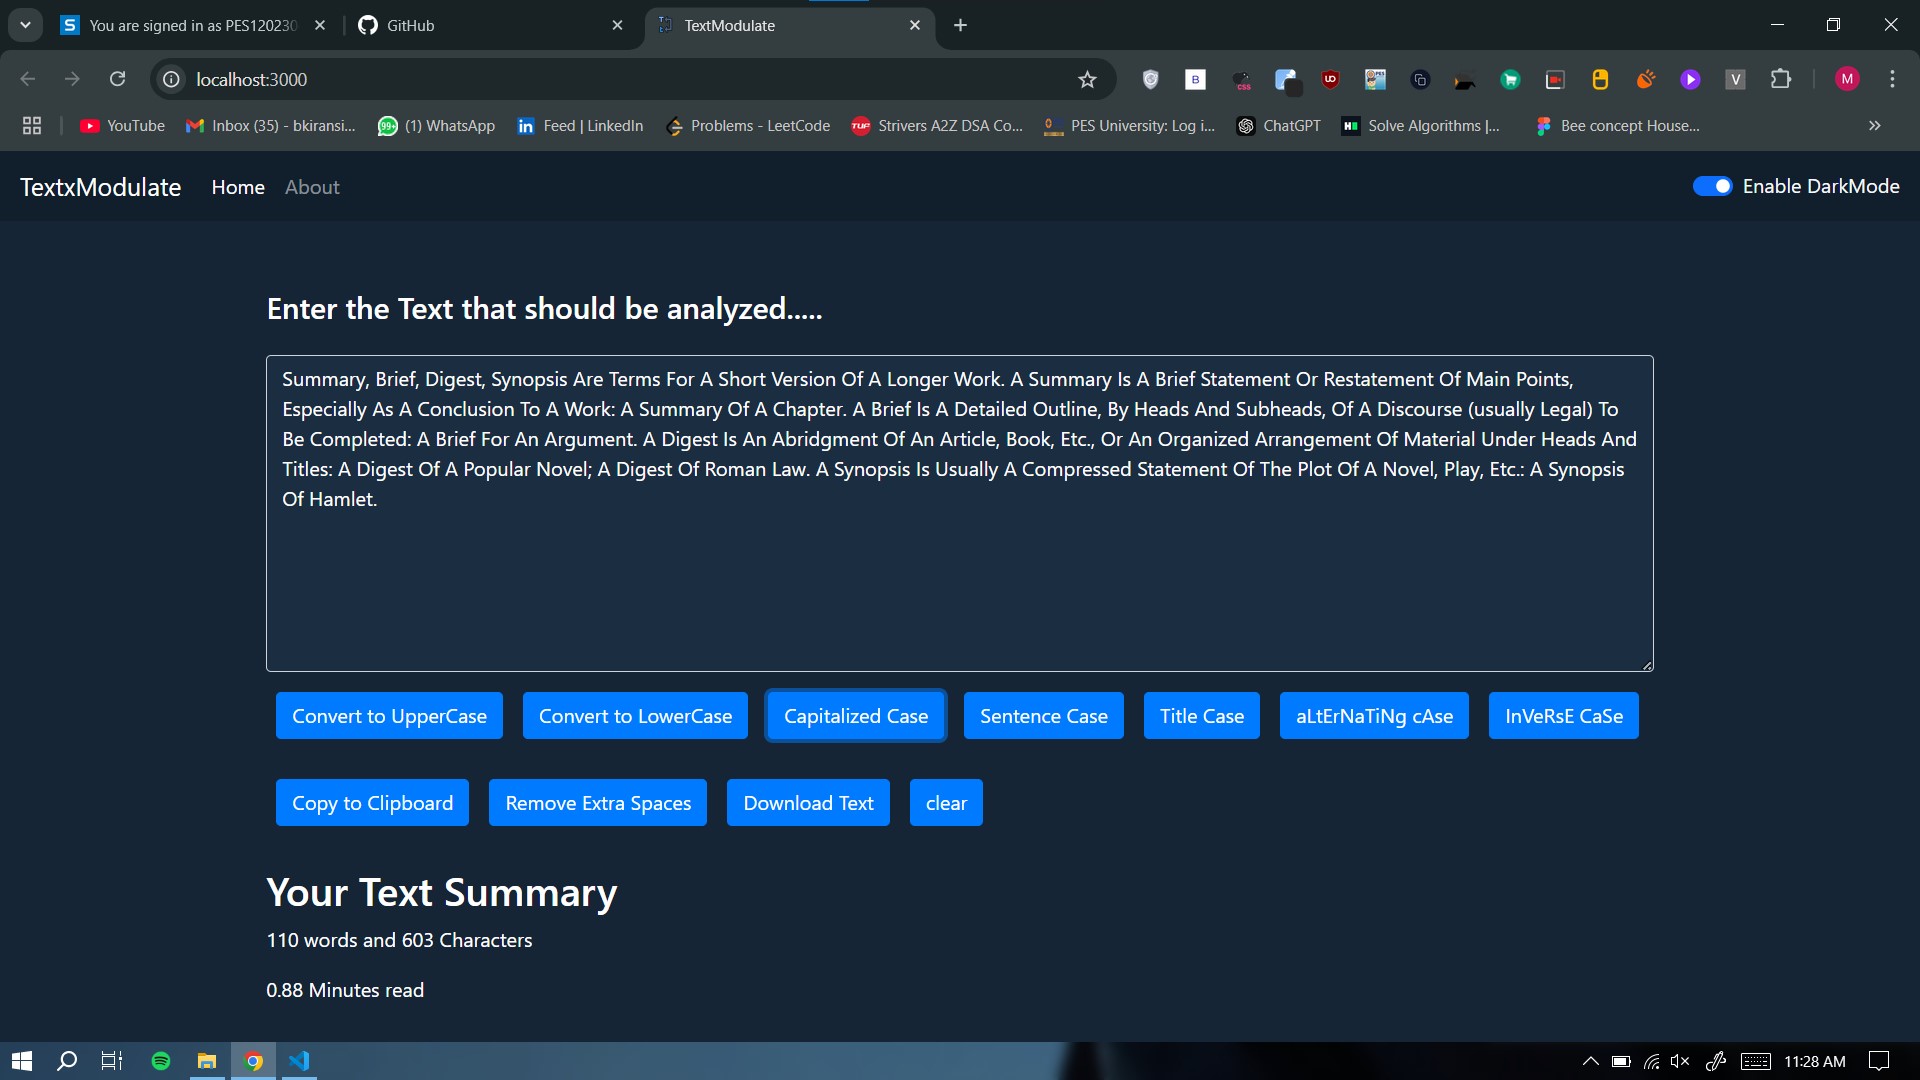 You are signed in as PES120230
GitHub
TextModulate
localhost:3000
YouTube
Inbox (35) - bkiransi...
(1) WhatsApp
Feed | LinkedIn
Problems - LeetCode
Strivers A2Z DSA Co...
PES University: Log i...
ChatGPT
Solve Algorithms |...
Bee concept House...
TextxModulate
Home
About
Enable DarkMode
Enter the Text that should be analyzed.....
Summary, Brief, Digest, Synopsis Are Terms For A Short Version Of A Longer Work. A Summary Is A Brief Statement Or Restatement Of Main Points,
Especially As A Conclusion To A Work: A Summary Of A Chapter. A Brief Is A Detailed Outline, By Heads And Subheads, Of A Discourse (usually Legal) To
Be Completed: A Brief For An Argument. A Digest Is An Abridgment Of An Article, Book, Etc., Or An Organized Arrangement Of Material Under Heads And
Titles: A Digest Of A Popular Novel; A Digest Of Roman Law. A Synopsis Is Usually A Compressed Statement Of The Plot Of A Novel, Play, Etc.: A Synopsis
Of Hamlet.
Convert to UpperCase
Convert to LowerCase
Capitalized Case
Sentence Case
Title Case
aLtErNaTiNg cAse
InVeRsE CaSe
Copy to Clipboard
Remove Extra Spaces
Download Text
clear
Your Text Summary
110 words and 603 Characters
0.88 Minutes read
11:28 AM